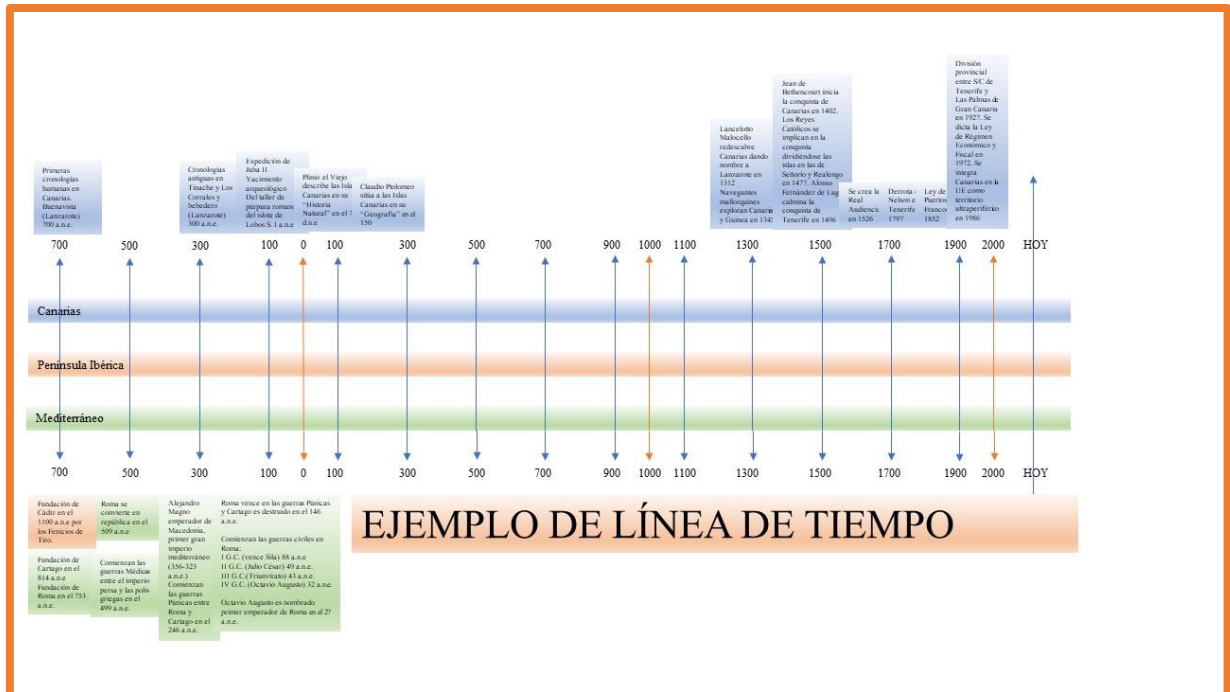 Primeras
cronologías
humanas en
Canarias.
Buenavista
(Lanzarote)
700 a.n.e.
Cronologías
antiguas en
Tinache y Los
Corrales y
bebedero
(Lanzarote)
300 a.n.e.
Expedición de
Juba II
Yacimiento
arqueológico
Del taller de
púrpura romano
del islote de
Lobos S. 1 a.n.e
Plinio el Viejo
describe las Islas
Canarias en su
"Historia
Natural" en el
d.n.e
Claudio Ptolomeo
sitúa a las Islas
Canarias en su
"Geografía" en el
150
Lancelotto
Malocello
redescubre
Canarias dando
nombre a
Lanzarote en
1312
Navegantes
mallorquines
exploran Canarias
y Guinea en 1345
Jean de
Bethencourt inicia
la conquista de
Canarias en 1402.
Los Reyes
Católicos se
implican en la
conquista
dividiéndose las
islas en las de
Señorío y Realengo
en 1477. Alonso
Fernández de Lugo
culmina la
conquista de
Tenerife en 1496
Se crea la
Real
Audiencia
en 1526
Derrota
Nelson e
Tenerife
1797
Ley de
Puertos
Francos
1852
División
provincial
entre S/C de
Tenerife y
Las Palmas de
Gran Canaria
en 1927. Se
dicta la Ley
de Régimen
Económico y
Fiscal en
1972. Se
integra
Canarias en la
UE como
territorio
ultraperiférico
en 1986
700 500 300 100 0 100 300 500 700 900 1000 1100 1300 1500 1700 1900 2000 HOY
Canarias
Península Ibérica
Mediterráneo
700 500 300 100 0 100 300 500 700 900 1000 1100 1300 1500 1700 1900 2000 HOY
Fundación de
Cádiz en el
1100 a.n.e por
los Fenicios de
Tiro.
Fundación de
Cartago en el
814 a.n.e
Fundación de
Roma en el 753
a.n.e.
Roma se
convierte en
república en el
509 a.n.e
Comienzan las
guerras Médicas
entre el imperio
persa y las polis
griegas en el
499 a.n.e.
Alejandro
Magno
emperador de
Macedonia,
primer gran
imperio
mediterráneo
(356-323
a.n.e.)
Comienzan
las guerras
Púnicas entre
Roma y
Cartago en el
246 a.n.e.
Roma vence en las guerras Púnicas
y Cartago es destruido en el 146
a.n.e.
Comienzan las guerras civiles en
Roma:
I G.C. (vence Sila) 88 a.n.e
II G.C. (Julio César) 49 a.n.e.
III G.C.(Triunvirato) 43 a.n.e.
IV G.C. (Octavio Augusto) 32 a.n.e.
Octavio Augusto es nombrado
primer emperador de Roma en el 27
a.n.e.
EJEMPLO DE LÍNEA DE TIEMPO